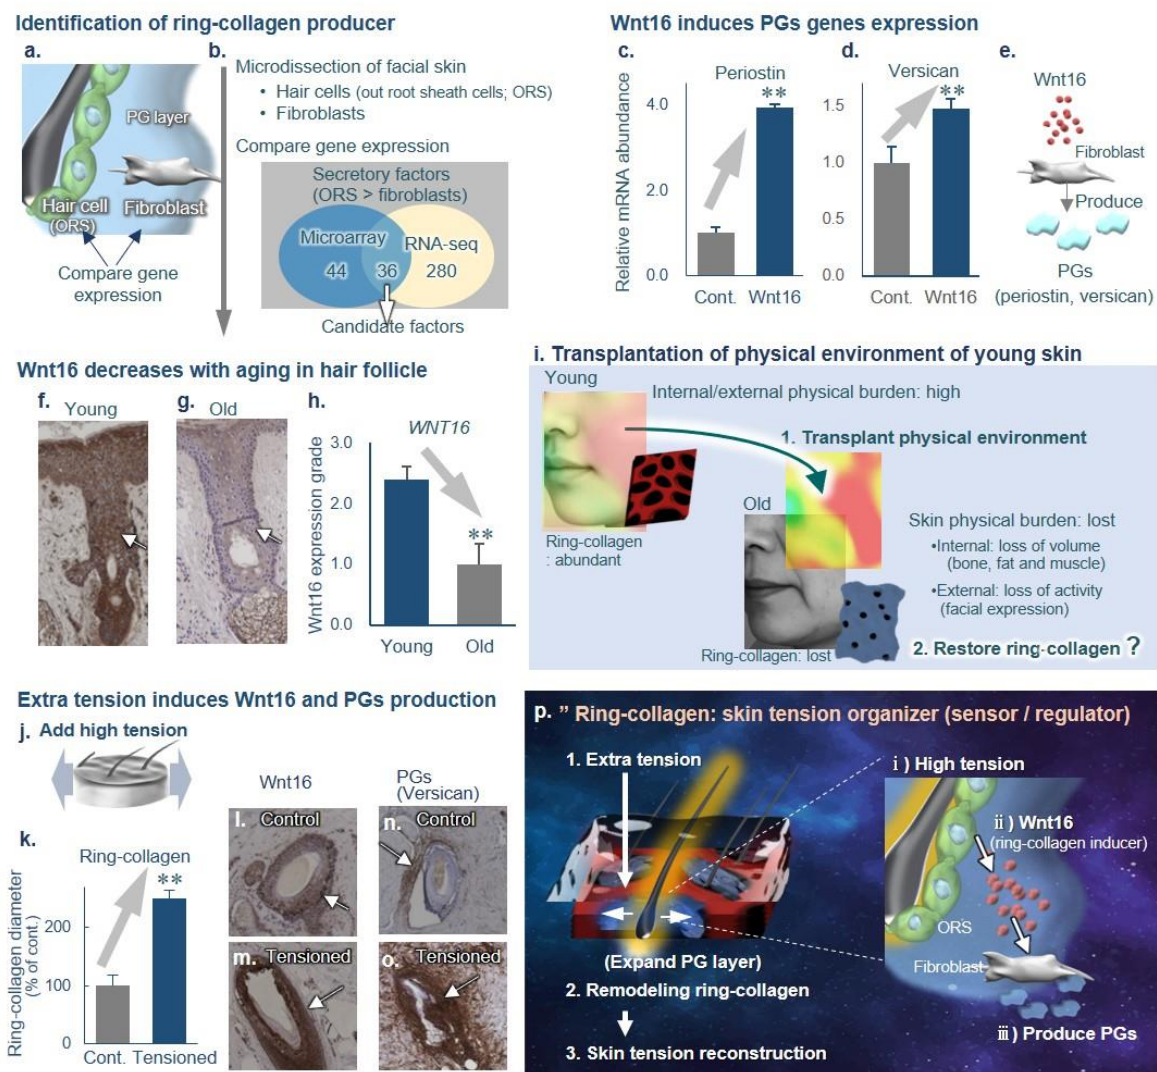 Identification of ring-collagen producer
a.
PG layer
Hair cell
(ORS)
Fibroblast
Compare gene
expression
b.
Microdissection of facial skin
• Hair cells (out root sheath cells; ORS)
• Fibroblasts
Compare gene expression
Secretory factors
(ORS > fibroblasts)
Microarray
RNA-seq
44
36
280
Candidate factors
Wnt16 induces PGs genes expression
c.
Periostin
**
Relative mRNA abundance
4.0
2.0
0.0
Cont. Wnt16
d.
Versican
**
1.5
1.0
0.5
0.0
Cont. Wnt16
e.
Wnt16
Fibroblast
Produce
PGs
(periostin, versican)
Wnt16 decreases with aging in hair follicle
f.
Young
g.
Old
h.
WNT16
Wnt16 expression grade
3.0
2.0
1.0
0.0
**
Young
Old
i. Transplantation of physical environment of young skin
Young
Internal/external physical burden: high
1. Transplant physical environment
Ring-collagen
: abundant
Old
Skin physical burden: lost
•Internal: loss of volume
(bone, fat and muscle)
•External: loss of activity
(facial expression)
Ring-collagen: lost
2. Restore ring-collagen ?
Extra tension induces Wnt16 and PGs production
j. Add high tension
k.
Ring-collagen
**
Ring-collagen diameter
(% of cont.)
200
100
0
Cont. Tensioned
Wnt16
PGs
(Versican)
l. Control
n. Control
m. Tensioned
o. Tensioned
p. ” Ring-collagen: skin tension organizer (sensor / regulator)
1. Extra tension
(Expand PG layer)
2. Remodeling ring-collagen
3. Skin tension reconstruction
ⅰ) High tension
ⅱ) Wnt16
(ring-collagen inducer)
ORS
Fibroblast
ⅲ) Produce PGs